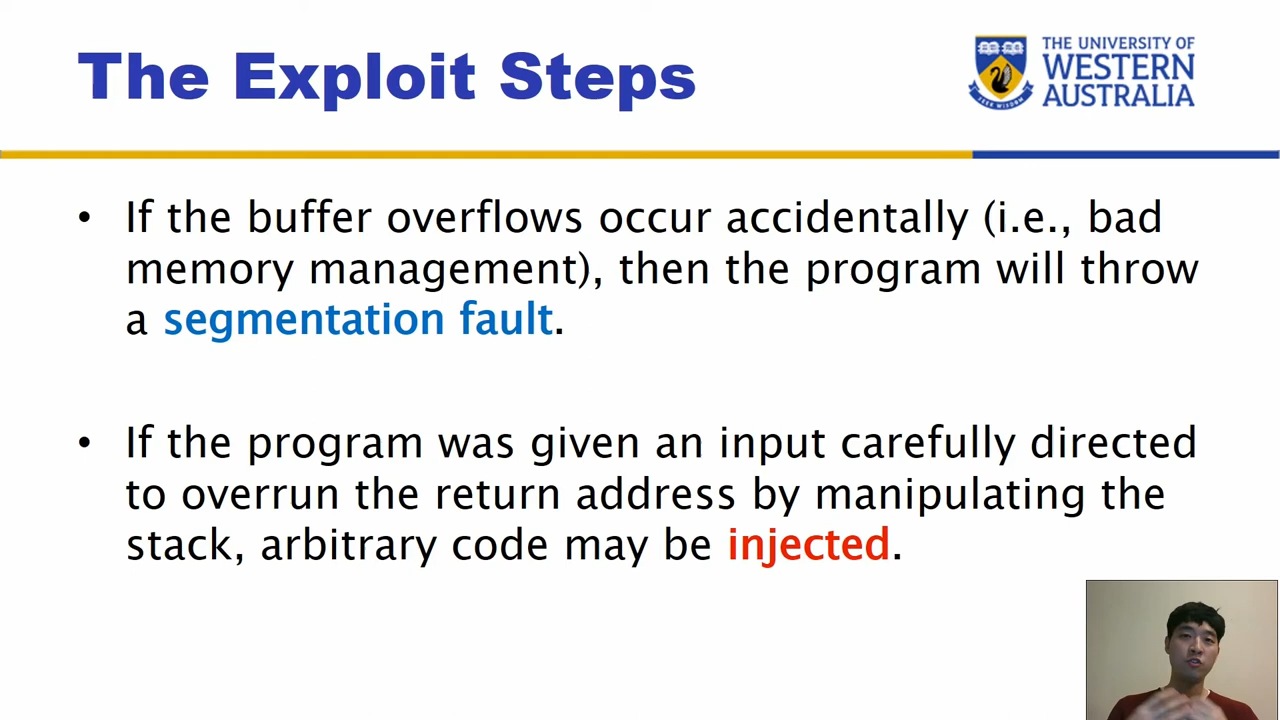 The Exploit Steps
THE UNIVERSITY OF
WESTERN
AUSTRALIA
SEEK WISDOM
• If the buffer overflows occur accidentally (i.e., bad
memory management), then the program will throw
a segmentation fault.
• If the program was given an input carefully directed
to overrun the return address by manipulating the
stack, arbitrary code may be injected.